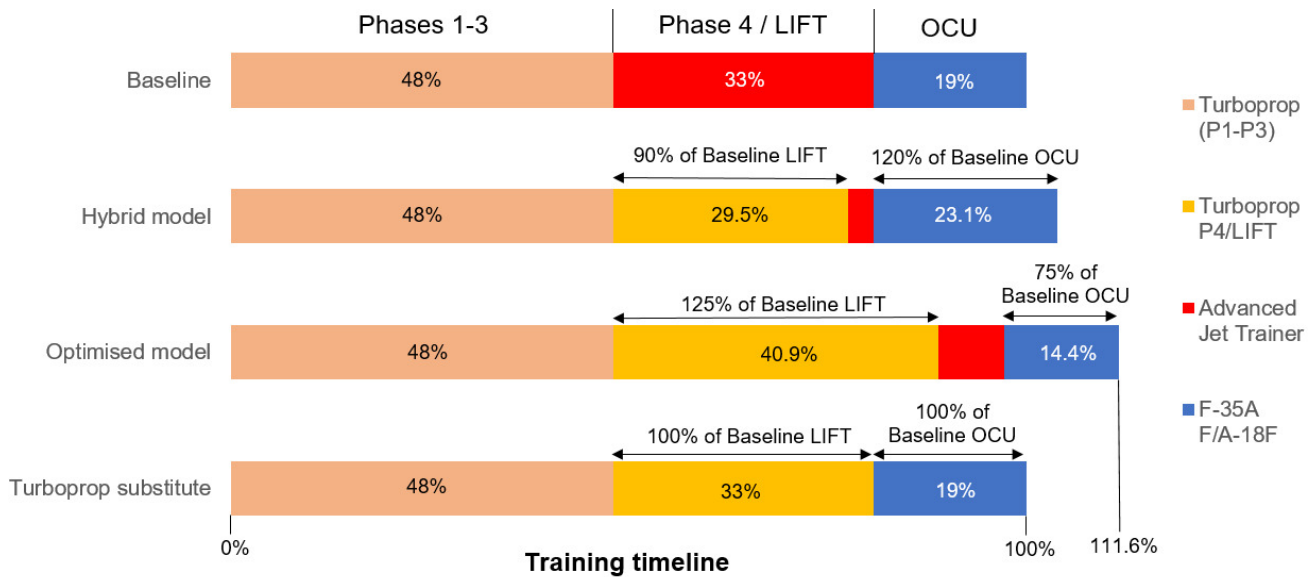 Phases 1-3
Phase 4 / LIFT
OCU
Baseline
48%
33%
19%
90% of Baseline LIFT
120% of Baseline OCU
Hybrid model
48%
29.5%
23.1%
125% of Baseline LIFT
75% of
Baseline OCU
Optimised model
48%
40.9%
14.4%
100% of Baseline LIFT
100% of
Baseline OCU
Turboprop substitute
48%
33%
19%
0%
100%
111.6%
Training timeline
Turboprop
(P1-P3)
Turboprop
P4/LIFT
Advanced
Jet Trainer
F-35A
F/A-18F